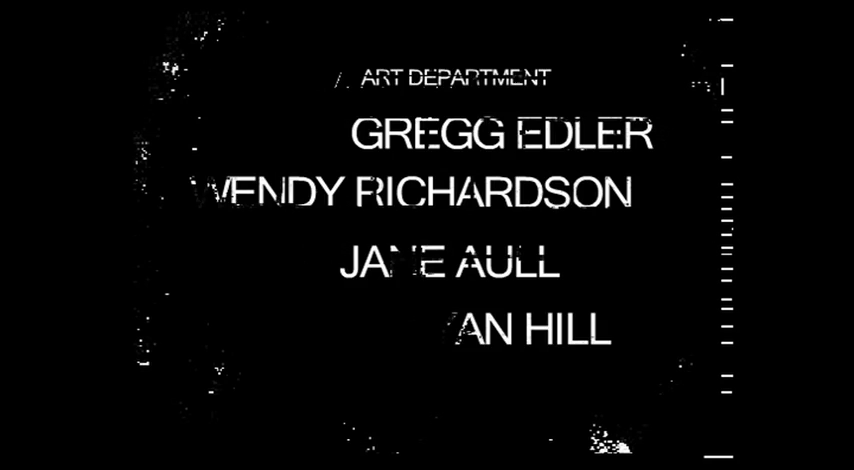 ART DEPARTMENT
GREGG EDLER
WENDY RICHARDSON
JANE AULL
HILL